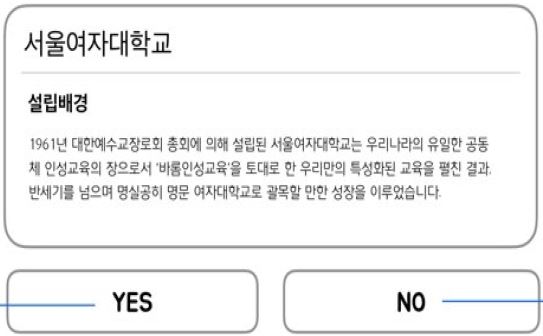 서울여자대학교
설립배경
1961년 대한예수교장로회 총회에 의해 설립된 서울여자대학교는 우리나라의 유일한 공동
체 인성교육의 장으로서 '바롬인성교육'을 토대로 한 우리만의 특성화된 교육을 펼친 결과.
반세기를 넘으며 명실공히 명문 여자대학교로 괄목할 만한 성장을 이루었습니다.
YES
NO